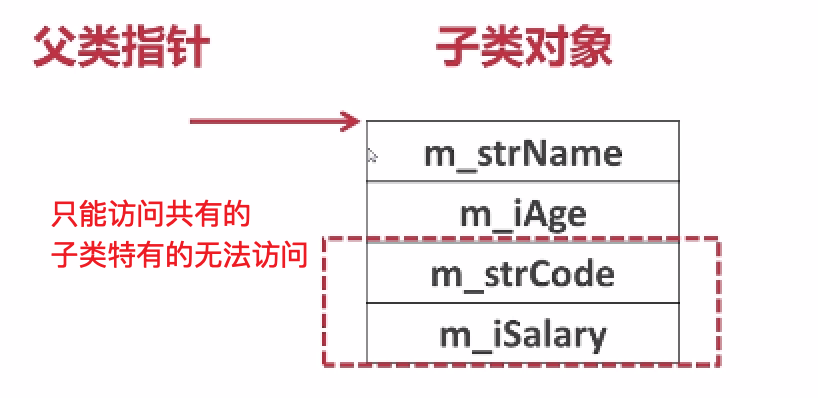 父类指针
子类对象
m_strName
m_iAge
只能访问共有的
子类特有的无法访问
m_strCode
m_iSalary